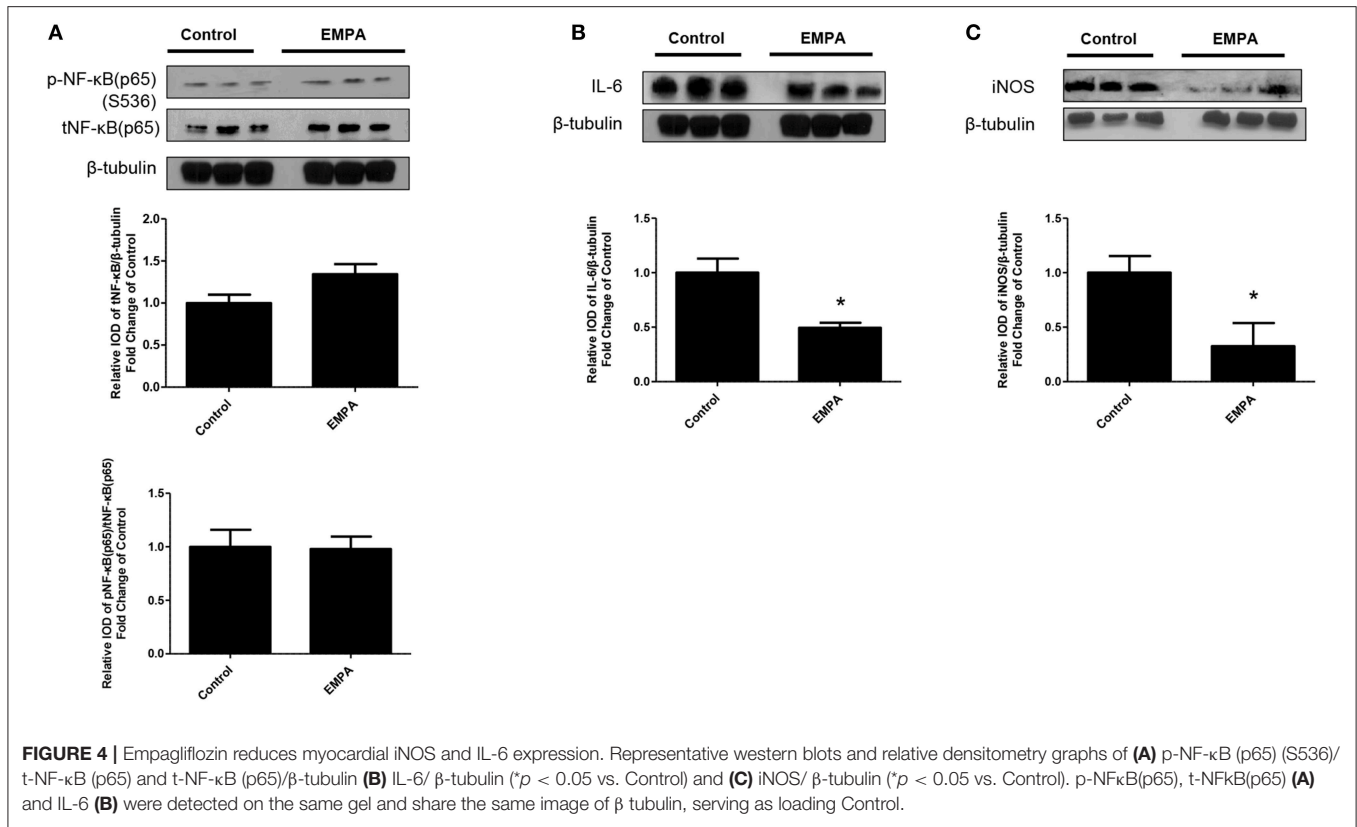 A
Control EMPA
p-NF-κB(p65)
(S536)
tNF-κB(p65)
β-tubulin
Relative IOD of tNF-κB/β-tubulin
Fold Change of Control
2.0
1.5
1.0
0.5
0.0
Control
EMPA
Relative IOD of pNF-κB(p65)/tNF-κB(p65)
Fold Change of Control
1.5
1.0
0.5
0.0
Control
EMPA
B
Control EMPA
IL-6
β-tubulin
Relative IOD of IL-6/β-tubulin
Fold Change of Control
1.5
1.0
0.5
0.0
*
Control
EMPA
C
Control EMPA
iNOS
β-tubulin
Relative IOD of iNOS/β-tubulin
Fold Change of Control
1.5
1.0
0.5
0.0
*
Control
EMPA
FIGURE 4 | Empagliflozin reduces myocardial iNOS and IL-6 expression. Representative western blots and relative densitometry graphs of (A) p-NF-κB (p65) (S536)/
t-NF-κB (p65) and t-NF-κB (p65)/β-tubulin (B) IL-6/ β-tubulin (*p < 0.05 vs. Control) and (C) iNOS/ β-tubulin (*p < 0.05 vs. Control). p-NFκB(p65), t-NFkB(p65) (A)
and IL-6 (B) were detected on the same gel and share the same image of β tubulin, serving as loading Control.